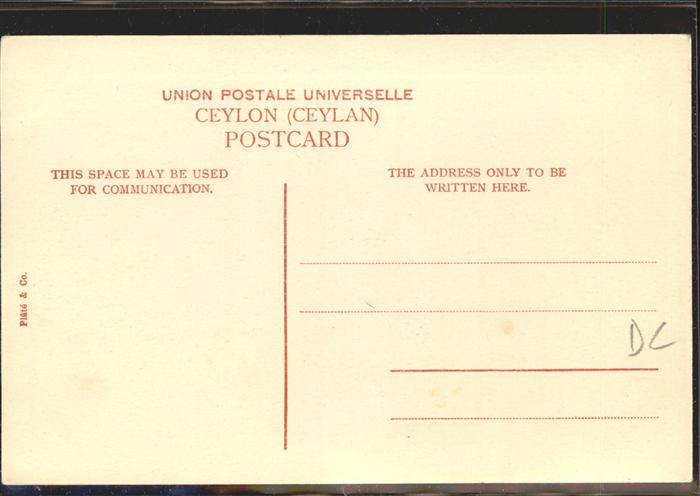 UNION POSTALE UNIVERSELLE
CEYLON (CEYLAN)
POSTCARD
THIS SPACE MAY BE USED
FOR COMMUNICATION.
THE ADDRESS ONLY TO BE
WRITTEN HERE.
Plâté & Co.
DC